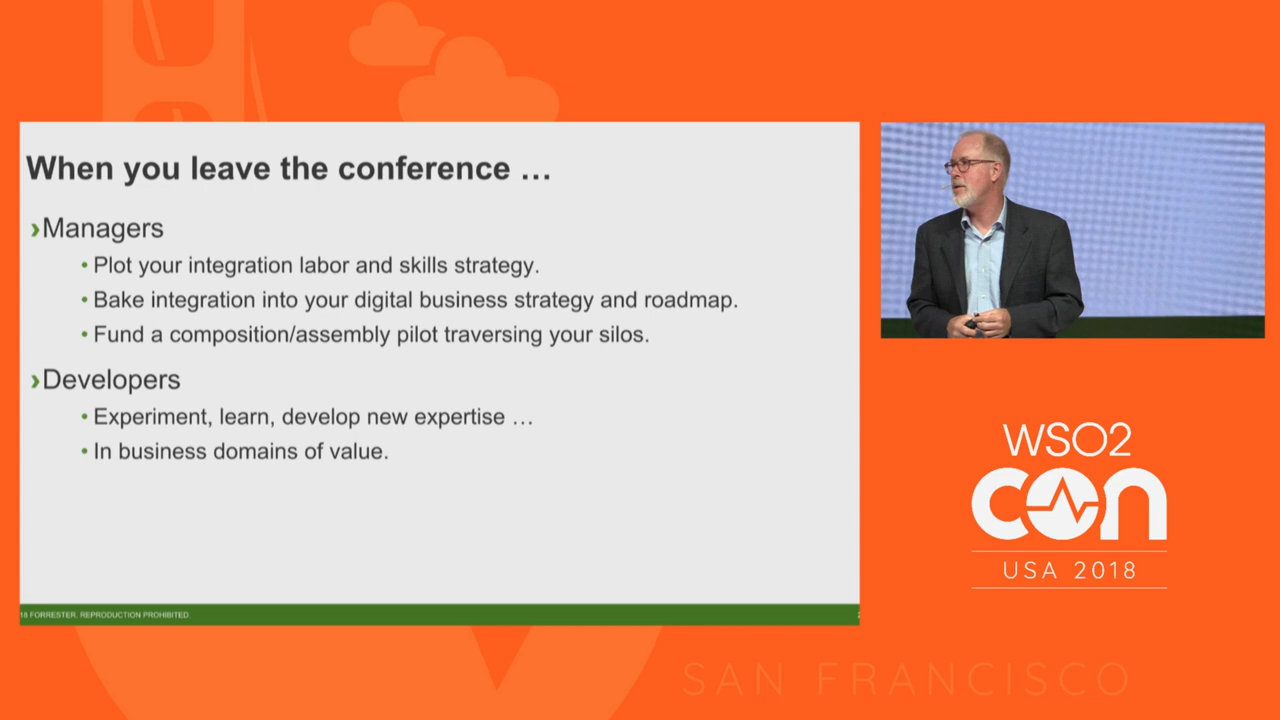 When you leave the conference …
›Managers
• Plot your integration labor and skills strategy.
• Bake integration into your digital business strategy and roadmap.
• Fund a composition/assembly pilot traversing your silos.
›Developers
• Experiment, learn, develop new expertise …
• In business domains of value.
18 FORRESTER. REPRODUCTION PROHIBITED.
WSO2
con
USA 2018
SAN FRANCISCO